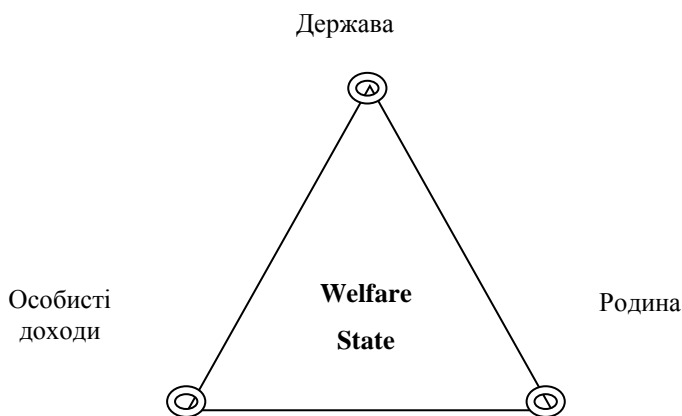 Держава
Особисті
доходи
Welfare
State
Родина